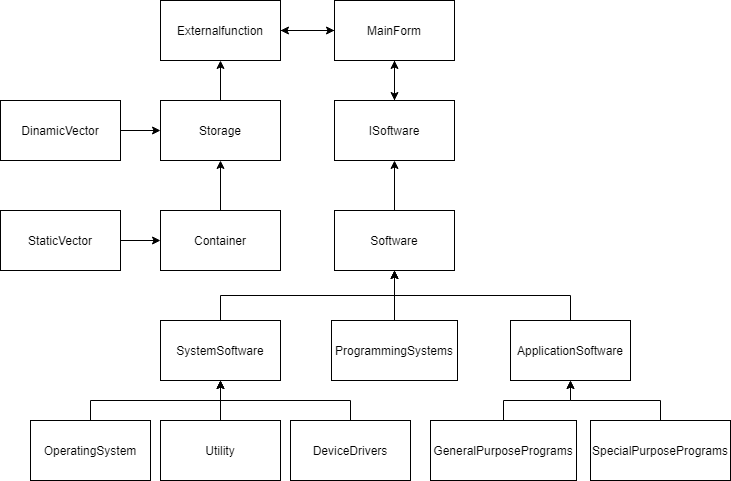 Externalfunction
MainForm
DinamicVector
Storage
ISoftware
StaticVector
Container
Software
SystemSoftware
ProgrammingSystems
ApplicationSoftware
OperatingSystem
Utility
DeviceDrivers
GeneralPurposePrograms
SpecialPurposePrograms